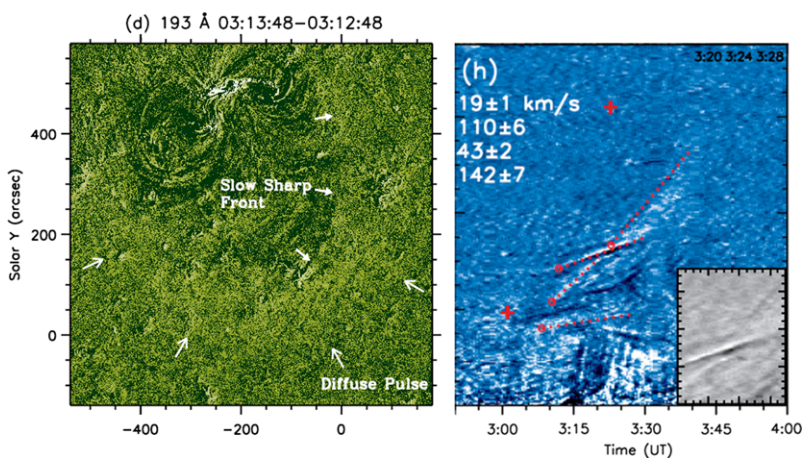 (d) 193 Å 03:13:48−03:12:48
Solar Y (arcsec)
400
200
0
−400
−200
0
Slow Sharp
Front
Diffuse Pulse
(h)
3:20 3:24 3:28
19±1 km/s
110±6
43±2
142±7
3:00
3:15
3:30
3:45
4:00
Time (UT)